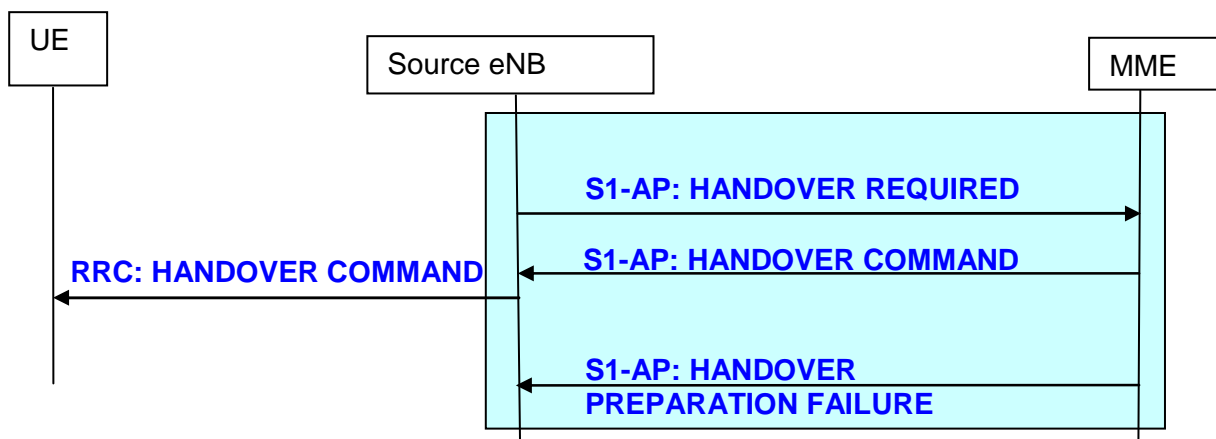 UE
Source eNB
MME
S1-AP: HANDOVER REQUIRED
S1-AP: HANDOVER COMMAND
RRC: HANDOVER COMMAND
S1-AP: HANDOVER
PREPARATION FAILURE